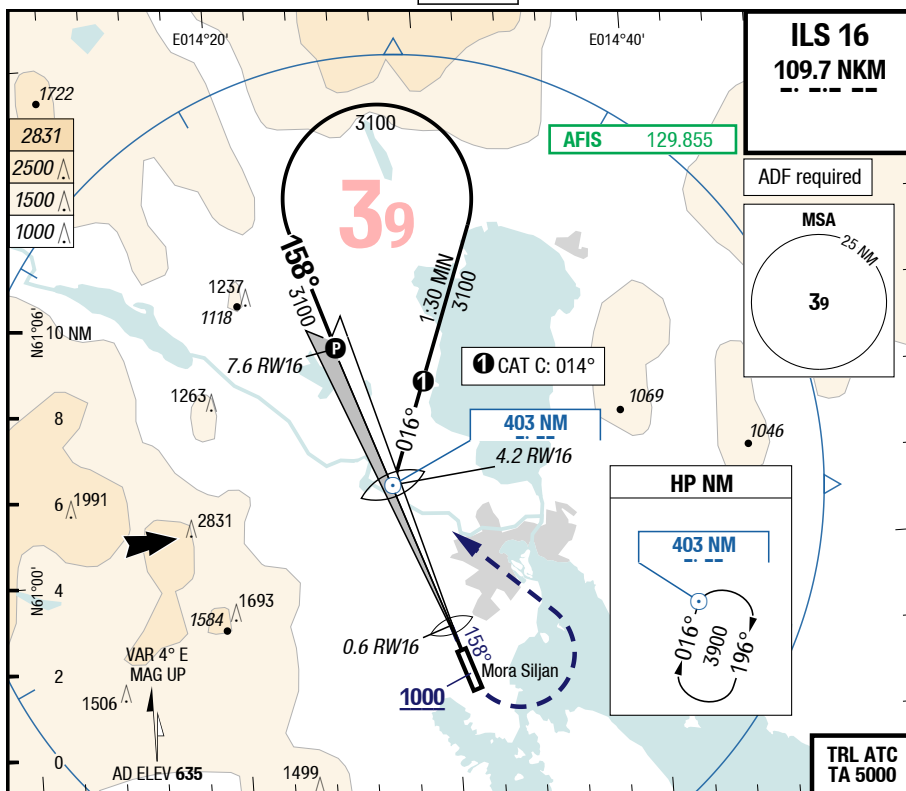 E014°20'
E014°40'
ILS 16
109.7 NKM
1722
2831
2500
1500
1000
3100
AFIS 129.855
ADF required
MSA
25 NM
39
39
158°
3100
1:30 MIN
3100
1237
1118
N61°06'
10 NM
7.6 RW16
P
1 CAT C: 014°
1
016°
1263
8
1069
403 NM
4.2 RW16
1046
6
1991
2831
HP NM
403 NM
016°
3900
196°
N61°00'
4
1693
1584
0.6 RW16
158°
Mora Siljan
VAR 4° E
MAG UP
2
1506
1000
0
AD ELEV 635
1499
TRL ATC
TA 5000